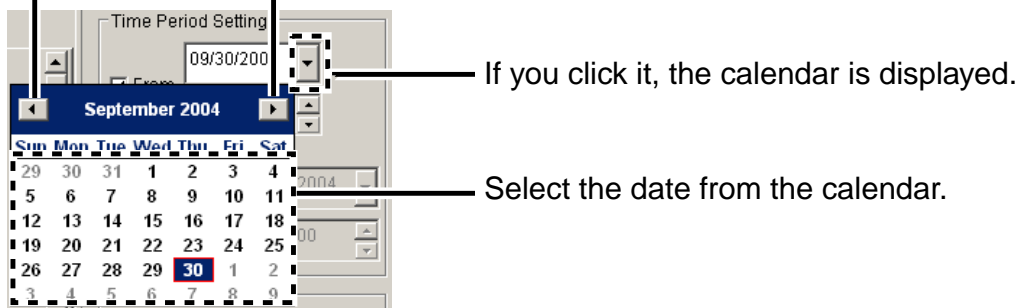 Time Period Setting
09/30/200
From
If you click it, the calendar is displayed.
September 2004
Sun Mon Tue Wed Thu Fri Sat
29 30 31 1 2 3 4
2004
Select the date from the calendar.
5 6 7 8 9 10 11
12 13 14 15 16 17 18
00
19 20 21 22 23 24 25
26 27 28 29 30 1 2
3 4 5 6 7 8 9